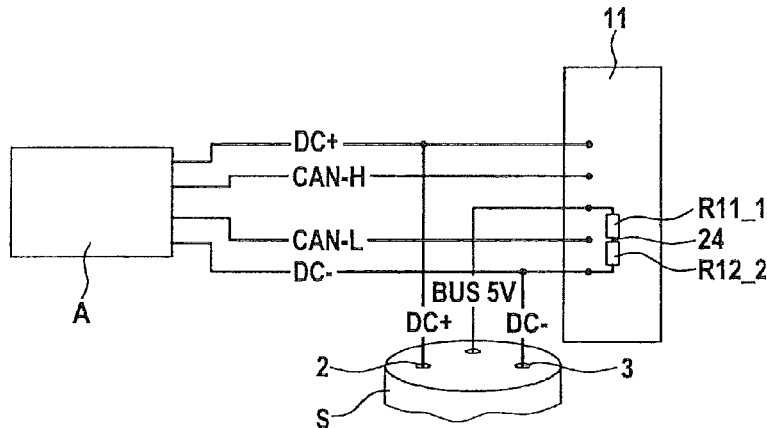 11
DC+
CAN-H
R11_1
24
CAN-L
R12_2
DC-
BUS 5V
A
DC+ DC-
2 3
S